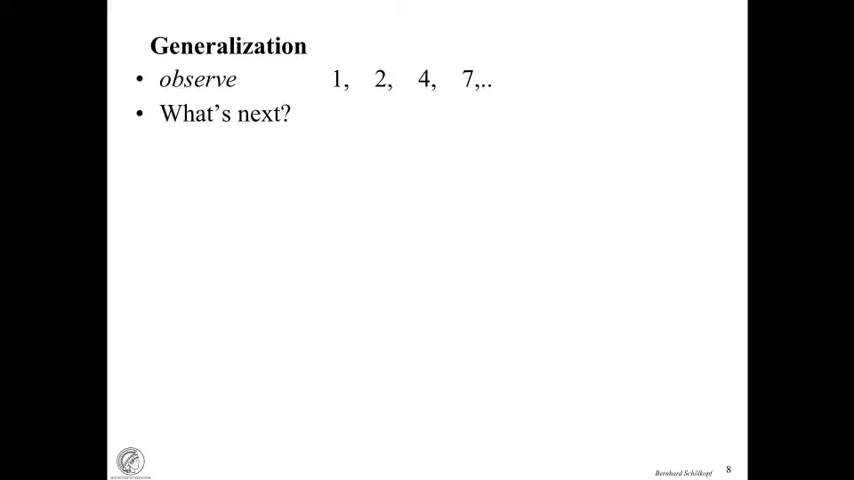 Generalization
• observe 1, 2, 4, 7,..
• What's next?
Bernhard Schölkopf 8